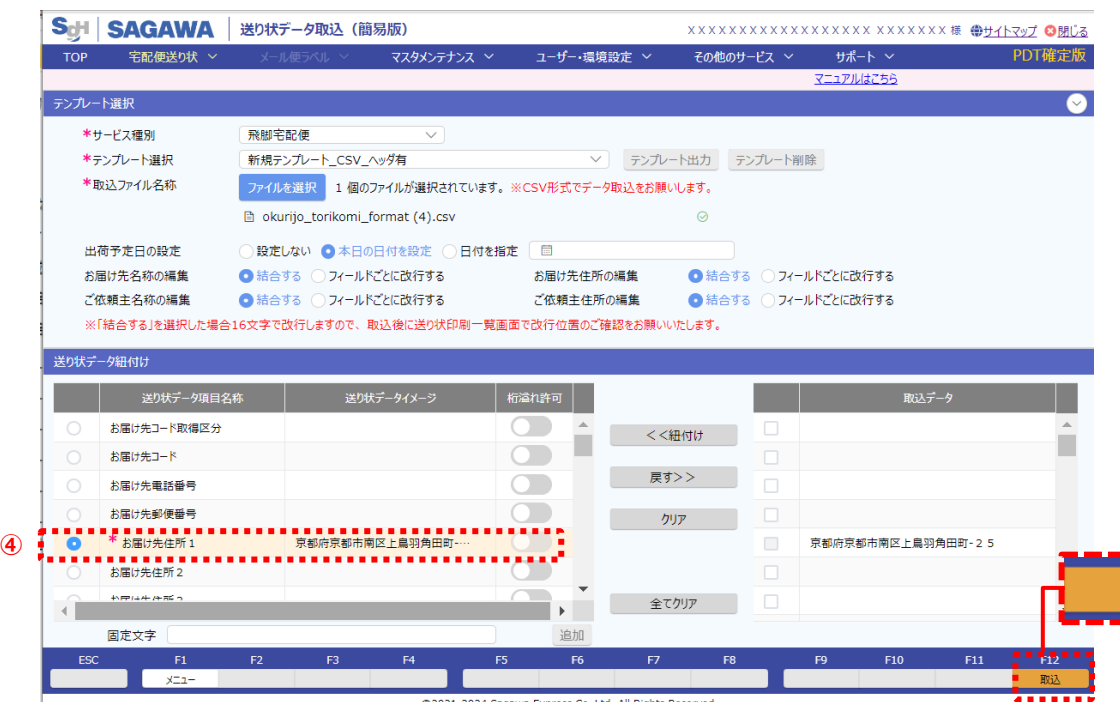 SgH SAGAWA 送り状データ取込（簡易版） XXXXXXXXXXXXXXXXXXX XXXXXXX 様 サイトマップ 閉じる
TOP 宅配便送り状 メール便ラベル マスタメンテナンス ユーザー・環境設定 その他のサービス サポート PDT確定版
マニュアルはこちら
テンプレート選択
*サービス種別 飛脚宅配便
*テンプレート選択 新規テンプレート_CSV_ヘッダ有 テンプレート出力 テンプレート削除
*取込ファイル名称 ファイルを選択 1 個のファイルが選択されています。※CSV形式でデータ取込をお願いします。
okurijo_torikomi_format (4).csv
出荷予定日の設定 設定しない 本日の日付を設定 日付を指定
お届け先名称の編集 結合する フィールドごとに改行する お届け先住所の編集 結合する フィールドごとに改行する
ご依頼主名称の編集 結合する フィールドごとに改行する ご依頼主住所の編集 結合する フィールドごとに改行する
※「結合する」を選択した場合16文字で改行しますので、取込後に送り状印刷一覧画面で改行位置のご確認をお願いいたします。
送り状データ紐付け
送り状データ項目名称 送り状データイメージ 桁溢れ許可 取込データ
お届け先コード取得区分
<<紐付け
お届け先コード
お届け先電話番号
戻す>>
お届け先郵便番号
クリア
④ * お届け先住所１ 京都府京都市南区上鳥羽角田町-… 京都府京都市南区上鳥羽角田町-２５
お届け先住所２
お届け先住所３
全てクリア
固定文字 追加
ESC F1 F2 F3 F4 F5 F6 F7 F8 F9 F10 F11 F12
メニュー 取込
©2021-2024 Sagawa Express Co.,Ltd. All Rights Reserved.